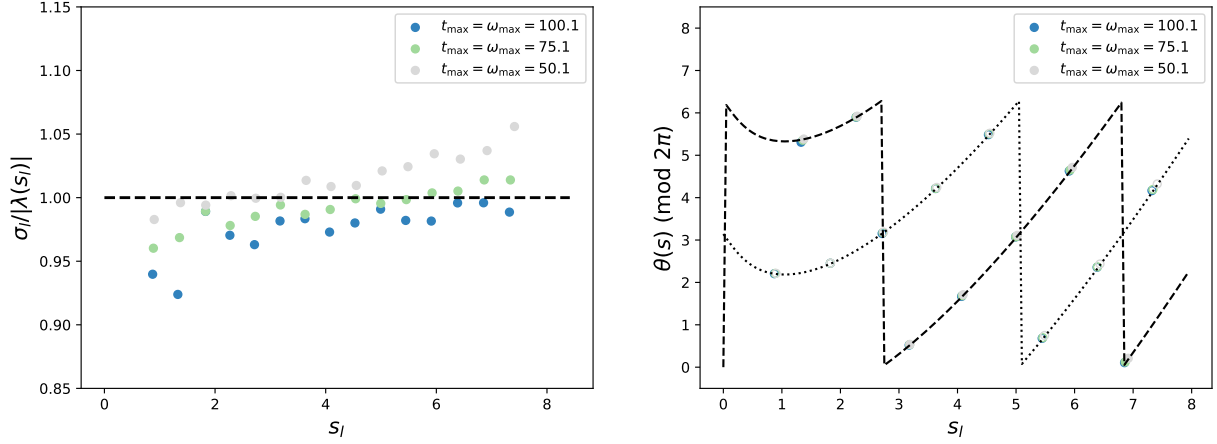 1.15
1.10
1.05
1.00
0.95
0.90
0.85
σ_l/|λ(s_l)|
0 2 4 6 8
s_l
t_max = ω_max = 100.1
t_max = ω_max = 75.1
t_max = ω_max = 50.1
8
7
6
5
4
3
2
1
0
θ(s) (mod 2π)
0 1 2 3 4 5 6 7 8
s_l
t_max = ω_max = 100.1
t_max = ω_max = 75.1
t_max = ω_max = 50.1